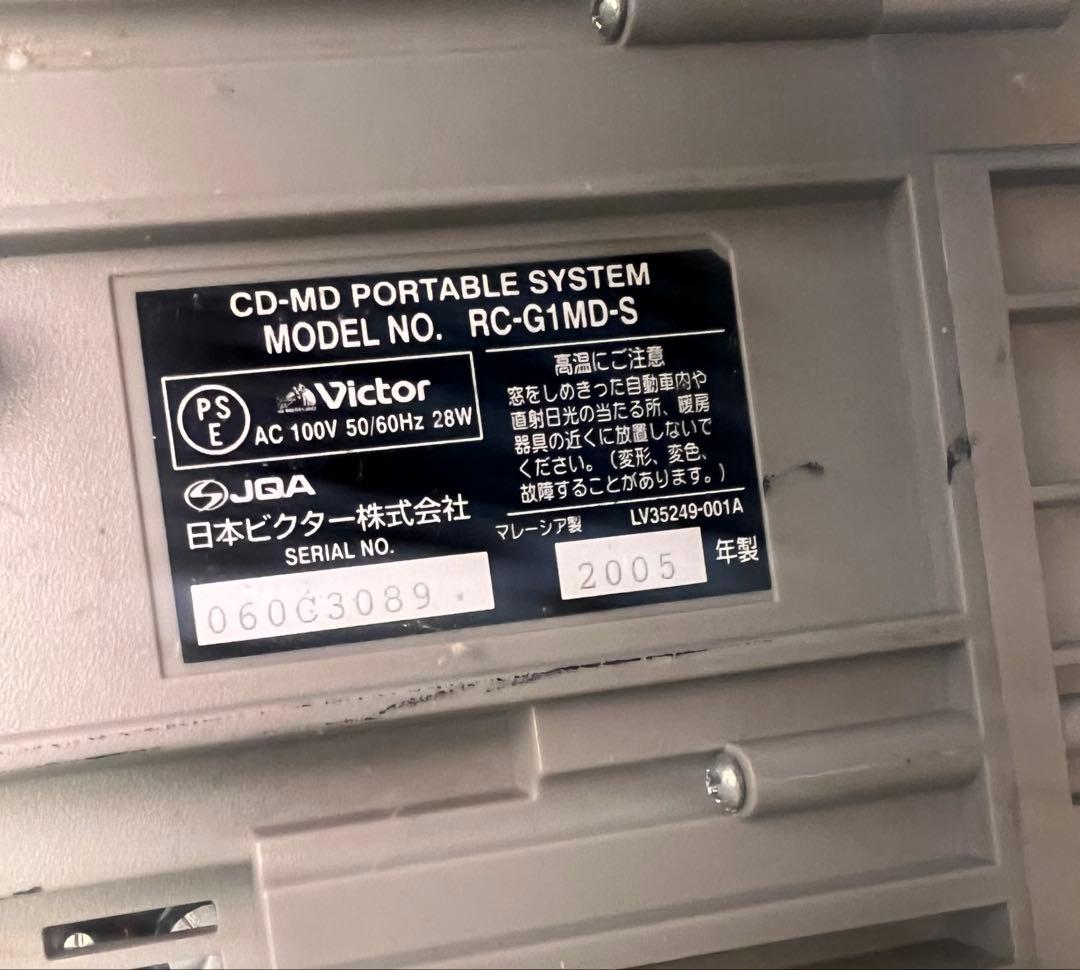 CD-MD PORTABLE SYSTEM
MODEL NO. RC-G1MD-S
PSE
Victor
AC 100V 50/60Hz 28W
JQA
日本ビクター株式会社
SERIAL NO.
060C3089
高温にご注意
窓をしめきった自動車内や
直射日光の当たる所、暖房
器具の近くに放置しないで
ください。（変形、変色、
故障することがあります。）
マレーシア製 LV35249-001A
2005 年製